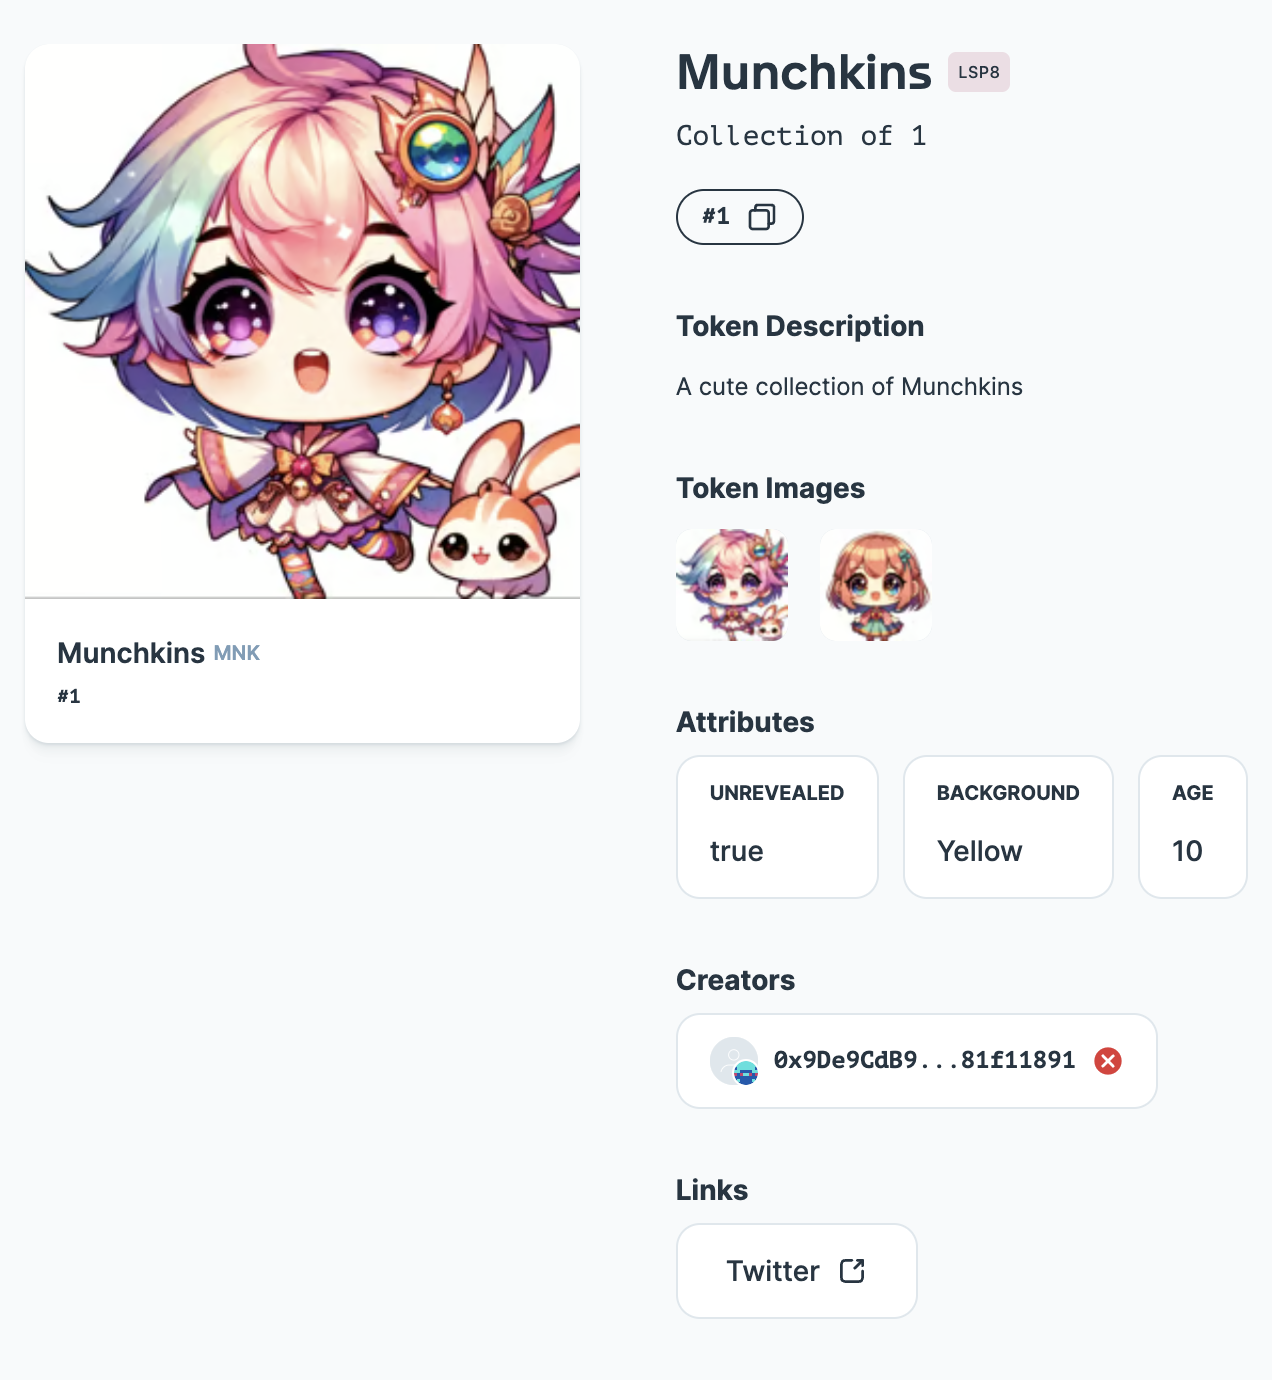 Munchkins LSP8
Collection of 1
#1
Token Description
A cute collection of Munchkins
Token Images
Munchkins MNK
#1
Attributes
UNREVEALED BACKGROUND AGE
true Yellow 10
Creators
0x9De9CdB9...81f11891
Links
Twitter